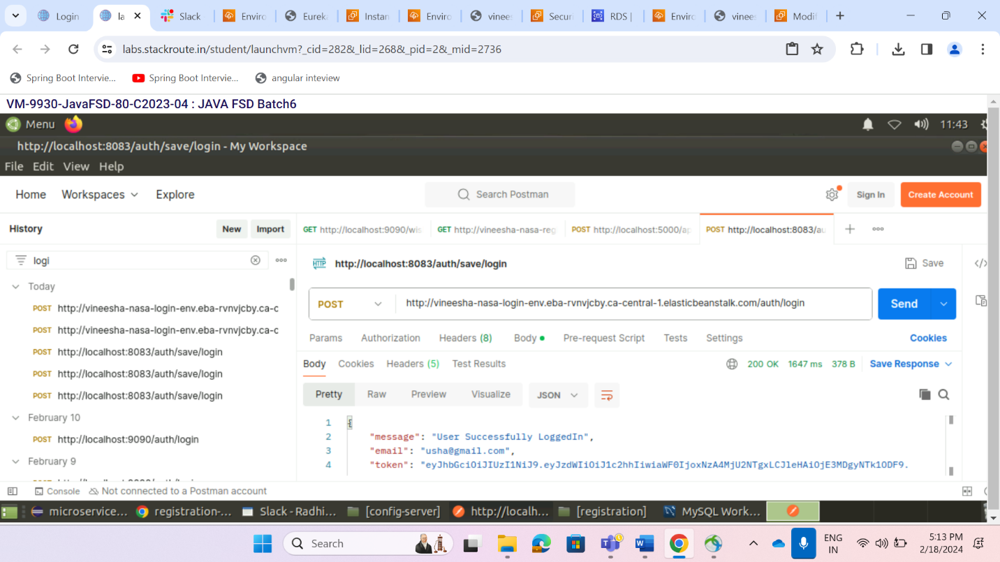 Login
la
Slack
Enviro
Eureka
Instan
Enviro
vinees
Secur
RDS |
Enviro
vinees
Modif
labs.stackroute.in/student/launchvm?_cid=282&_lid=268&_pid=2&_mid=2736
Spring Boot Intervie...
Spring Boot Intervie...
angular inteview
VM-9930-JavaFSD-80-C2023-04 : JAVA FSD Batch6
Menu
11:43
http://localhost:8083/auth/save/login - My Workspace
File Edit View Help
Home Workspaces Explore
Search Postman
Sign In
Create Account
History
New
Import
GET http://localhost:9090/wis
GET http://vineesha-nasa-reg
POST http://localhost:5000/ap
POST http://localhost:8083/au
logi
HTTP http://localhost:8083/auth/save/login
Save
Today
POST http://vineesha-nasa-login-env.eba-rvnvjcby.ca-c
POST http://vineesha-nasa-login-env.eba-rvnvjcby.ca-c
POST http://localhost:8083/auth/save/login
POST http://localhost:8083/auth/save/login
POST http://localhost:8083/auth/save/login
February 10
POST http://localhost:9090/auth/login
February 9
POST http://vineesha-nasa-login-env.eba-rvnvjcby.ca-central-1.elasticbeanstalk.com/auth/login
Send
Params Authorization Headers (8) Body Pre-request Script Tests Settings Cookies
Body Cookies Headers (5) Test Results 200 OK 1647 ms 378 B Save Response
Pretty Raw Preview Visualize JSON
1 {
2 "message": "User Successfully LoggedIn",
3 "email": "usha@gmail.com",
4 "token": "eyJhbGciOiJIUzI1NiJ9.eyJzdWIiOiJ1c2hhIiwiaWF0IjoxNzA4MjU2NTgxLCJleHAiOjE3MDgyNTk1ODF9.
Console Not connected to a Postman account
microservice...
registration-...
Slack - Radhi...
[config-server]
http://localh...
[registration]
MySQL Work...
Search
ENG
IN
5:13 PM
2/18/2024